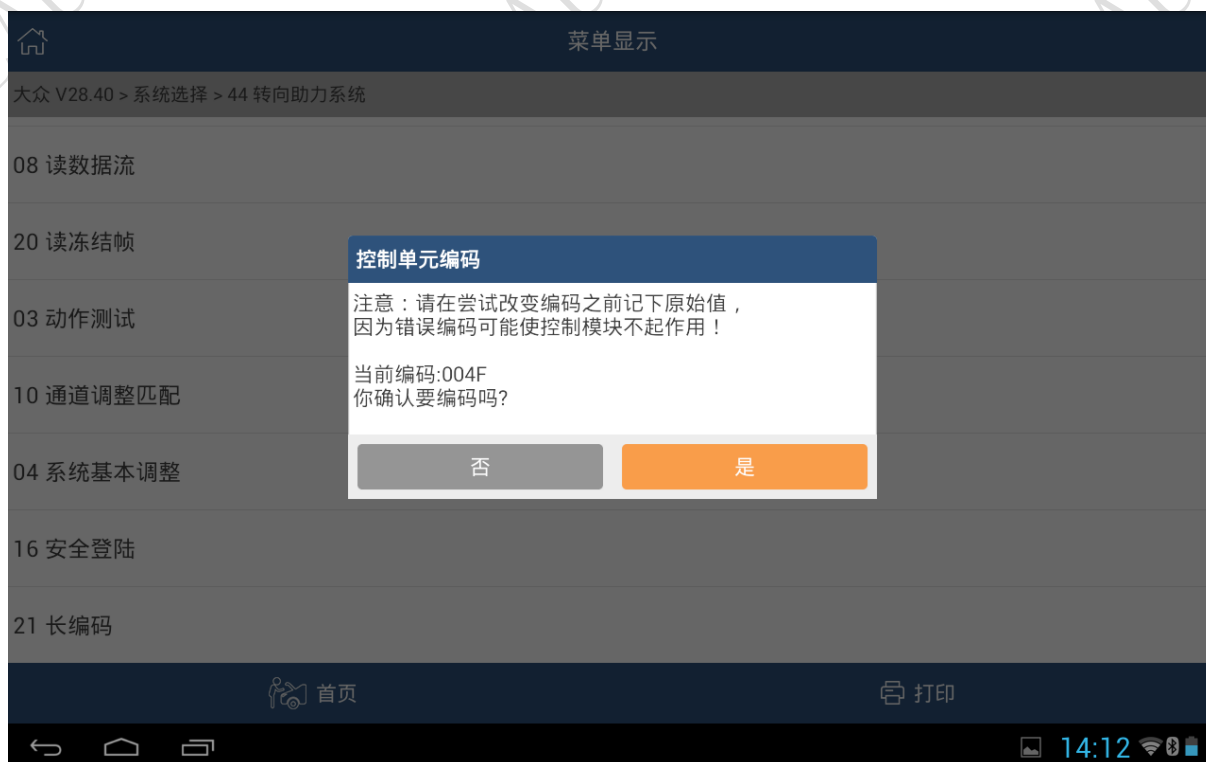 菜单显示
大众 V28.40 > 系统选择 > 44 转向助力系统
08 读数据流
20 读冻结帧
03 动作测试
10 通道调整匹配
04 系统基本调整
16 安全登陆
21 长编码
控制单元编码
注意：请在尝试改变编码之前记下原始值，
因为错误编码可能使控制模块不起作用！
当前编码:004F
你确认要编码吗?
否
是
首页
打印
14:12